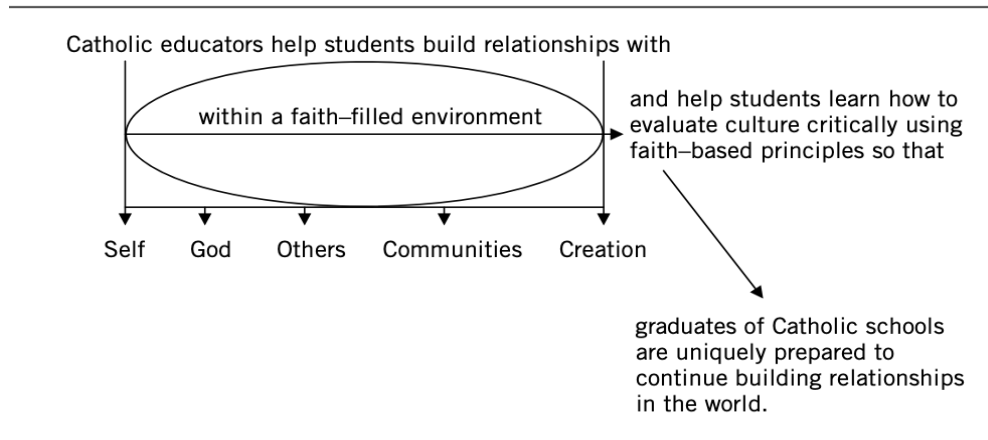 Catholic educators help students build relationships with
within a faith–filled environment
and help students learn how to
evaluate culture critically using
faith–based principles so that
Self God Others Communities Creation
graduates of Catholic schools
are uniquely prepared to
continue building relationships
in the world.